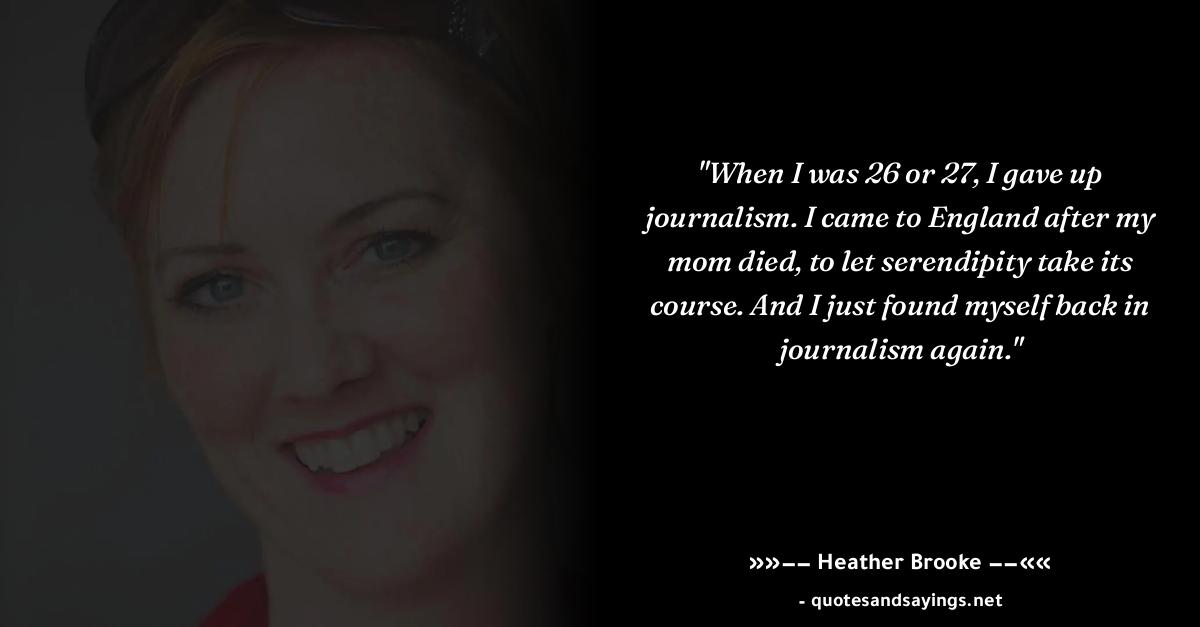 "When I was 26 or 27, I gave up
journalism. I came to England after my
mom died, to let serendipity take its
course. And I just found myself back in
journalism again."
»»−− Heather Brooke −−««
- quotesandsayings.net